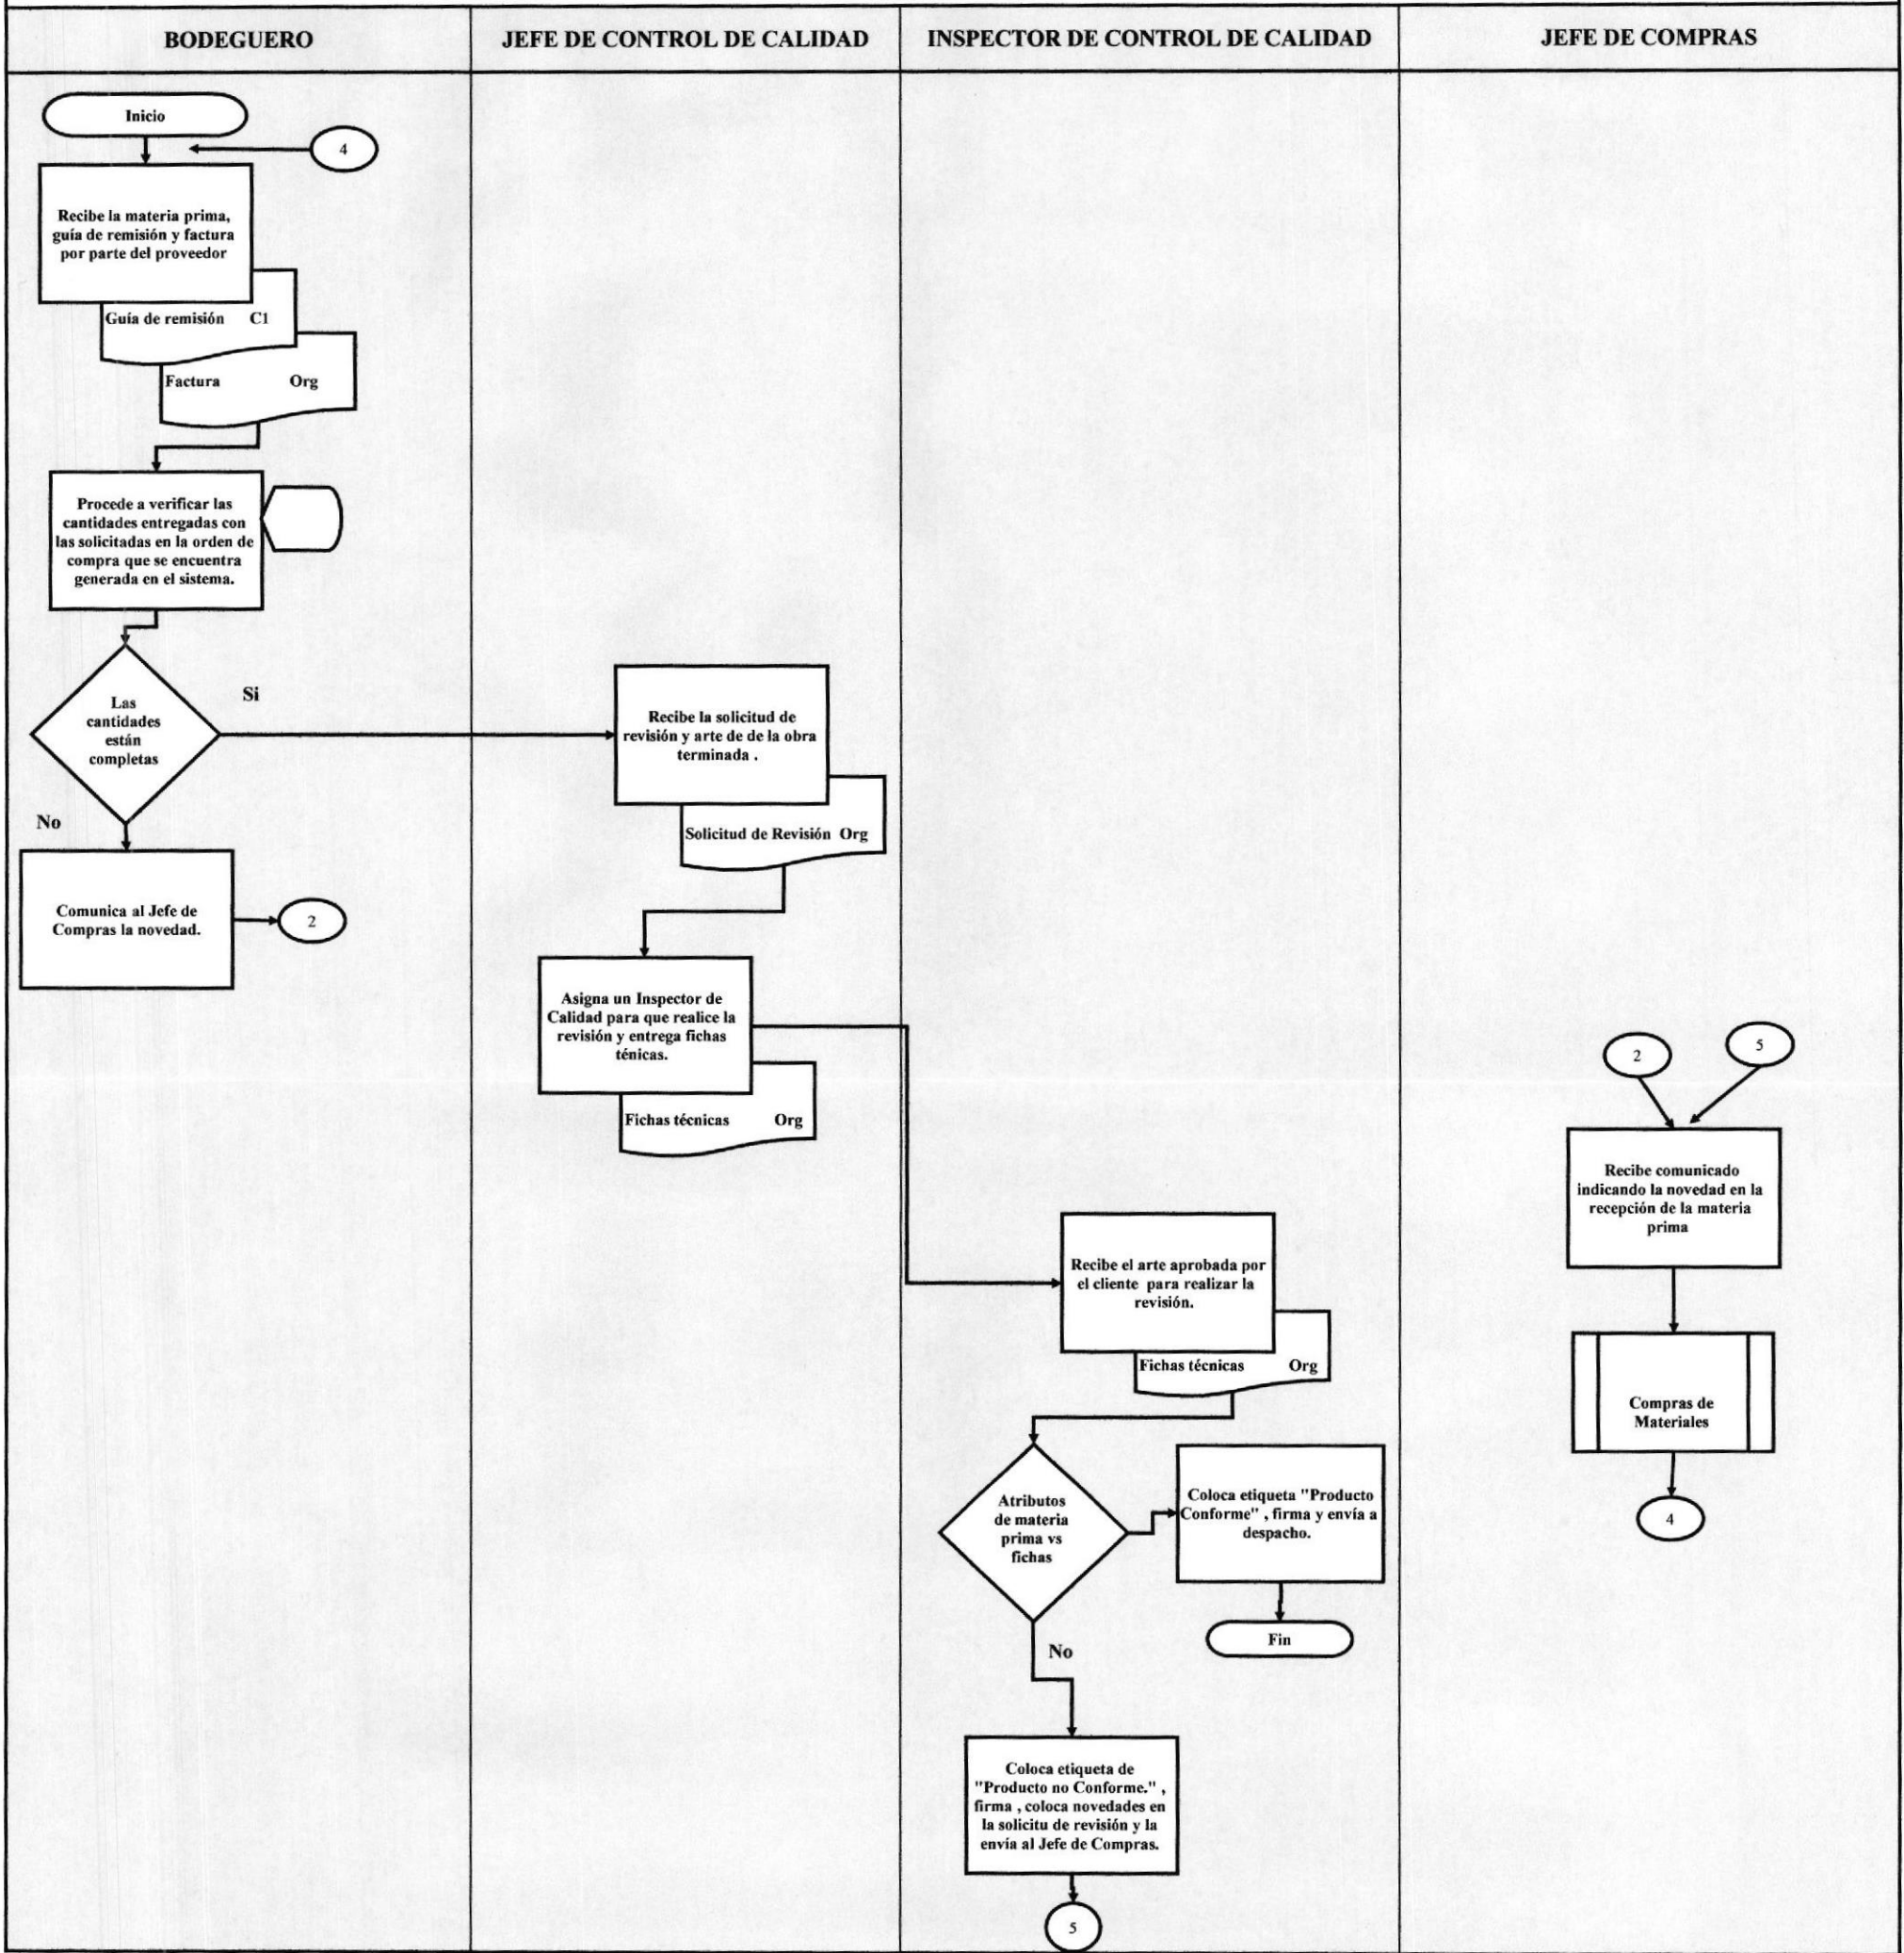 BODEGUERO
JEFE DE CONTROL DE CALIDAD
INSPECTOR DE CONTROL DE CALIDAD
JEFE DE COMPRAS
Inicio
4
Recibe la materia prima,
guía de remisión y factura
por parte del proveedor
Guía de remisión C1
Factura Org
Procede a verificar las
cantidades entregadas con
las solicitadas en la orden de
compra que se encuentra
generada en el sistema.
Las
cantidades
están
completas
Si
No
Comunica al Jefe de
Compras la novedad.
2
Recibe la solicitud de
revisión y arte de de la obra
terminada .
Solicitud de Revisión Org
Asigna un Inspector de
Calidad para que realice la
revisión y entrega fichas
ténicas.
Fichas técnicas Org
Recibe el arte aprobada por
el cliente para realizar la
revisión.
Fichas técnicas Org
Atributos
de materia
prima vs
fichas
Coloca etiqueta "Producto
Conforme" , firma y envía a
despacho.
Fin
No
Coloca etiqueta de
"Producto no Conforme." ,
firma , coloca novedades en
la solicitu de revisión y la
envía al Jefe de Compras.
5
2
5
Recibe comunicado
indicando la novedad en la
recepción de la materia
prima
Compras de
Materiales
4